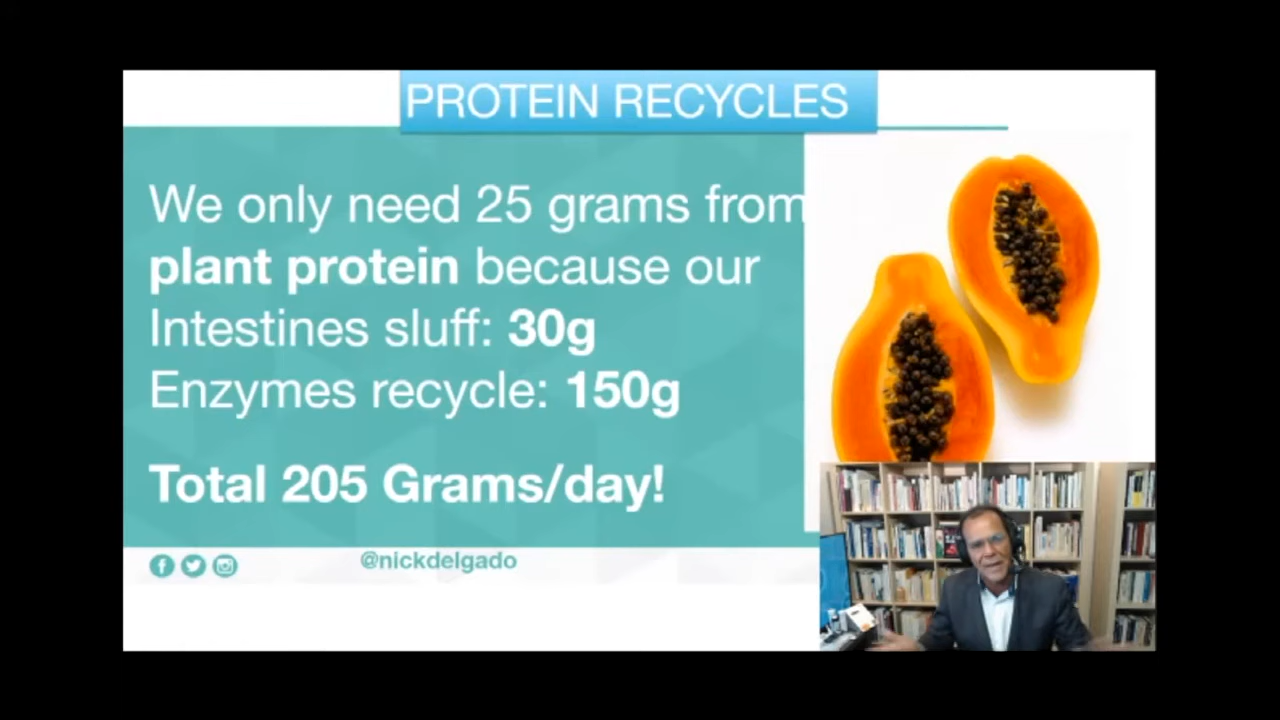 PROTEIN RECYCLES
We only need 25 grams from
plant protein because our
Intestines sluff: 30g
Enzymes recycle: 150g
Total 205 Grams/day!
@nickdelgado